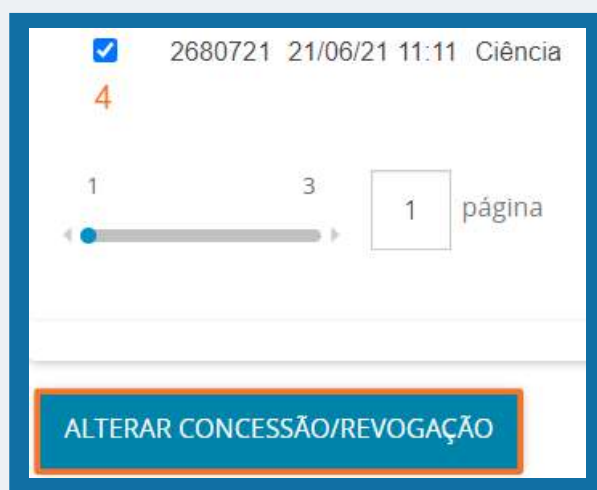 2680721 21/06/21 11:11 Ciência
4
1 3
1 página
ALTERAR CONCESSÃO/REVOGAÇÃO